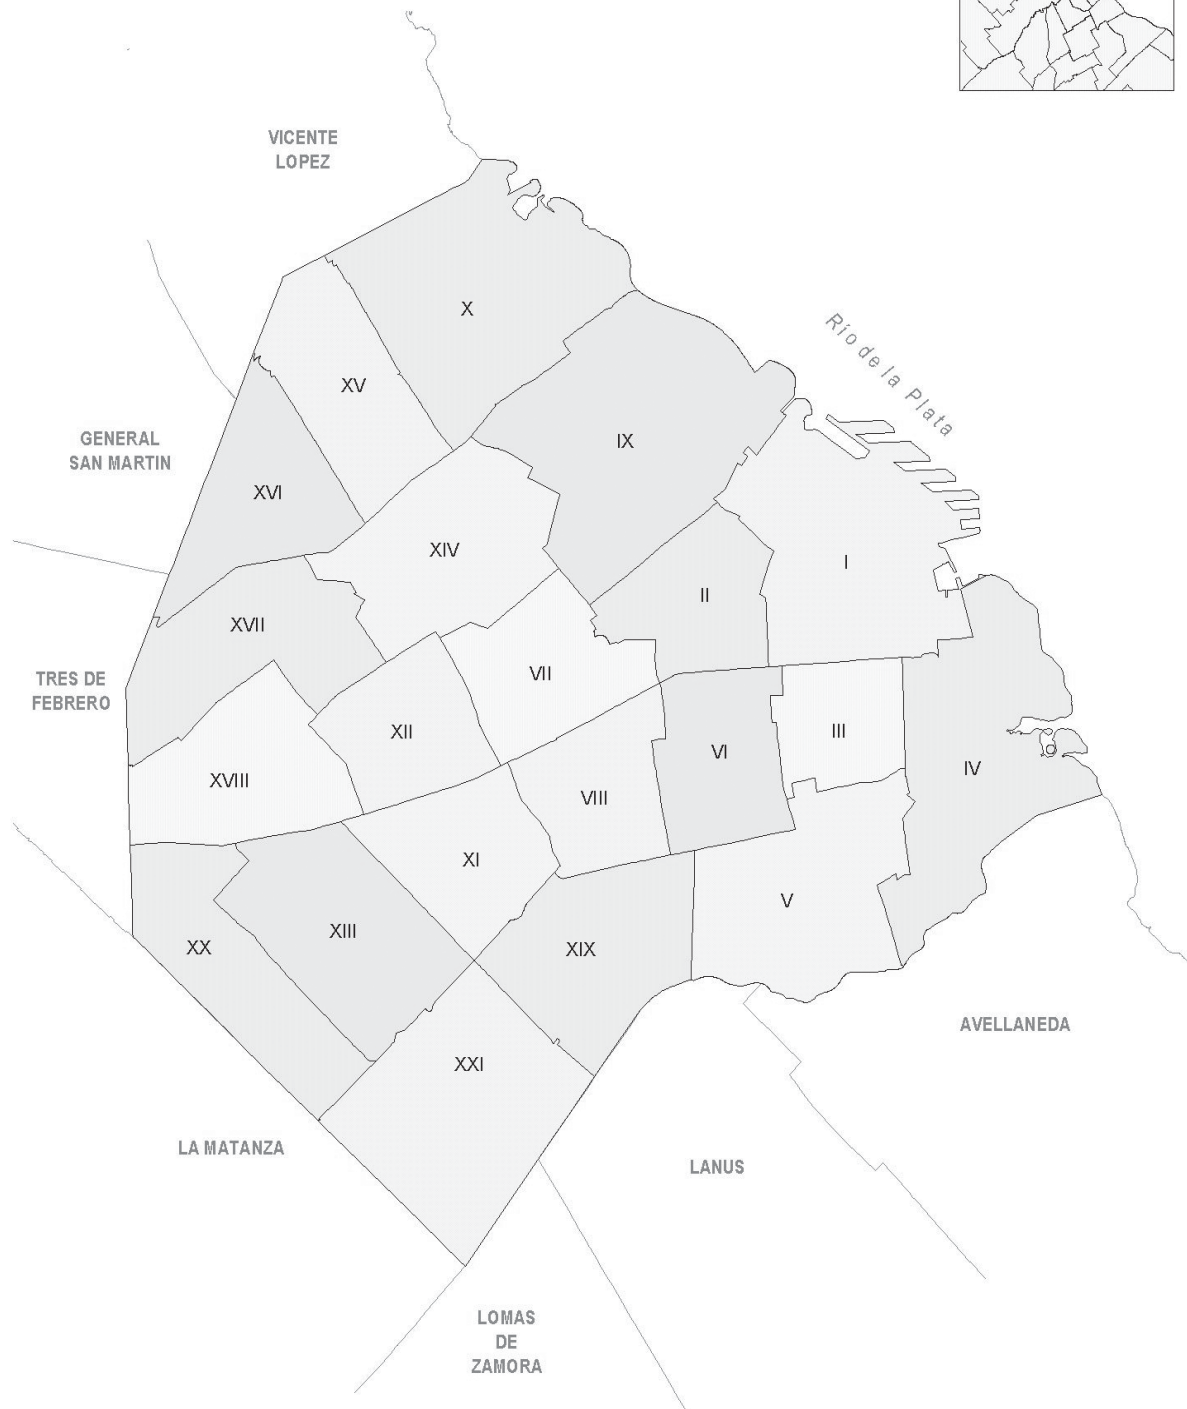 VICENTE
LOPEZ
X
Río de la Plata
XV
GENERAL
SAN MARTIN
IX
XVI
XIV
I
II
XVII
TRES DE
FEBRERO
VII
XII
III
VI
IV
XVIII
VIII
XI
V
XIII
XX
XIX
AVELLANEDA
XXI
LA MATANZA
LANUS
LOMAS
DE
ZAMORA